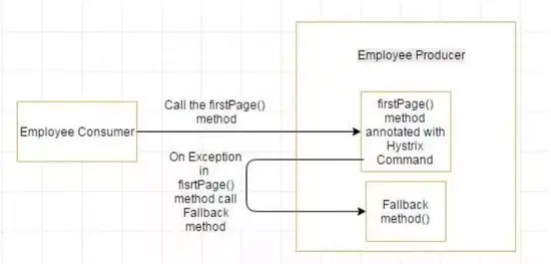 Employee Producer
Call the firstPage()
method
Employee Consumer
firstPage()
method
annotated with
Hystrix
Command
On Exception
in
fisrtPage()
method call
Fallback
method
Fallback
method()